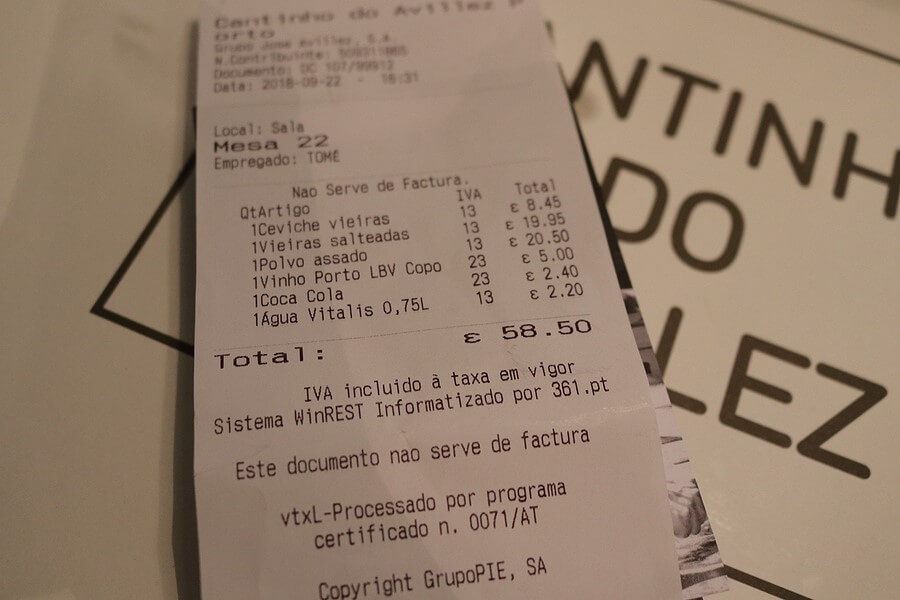 Cantinho do Avillez P
orto
Grupo Jose Avillez, S.A.
N.Contribuinte: 509211865
Documento: DC 107/99912
Data: 2018-09-22 - 16:31
Local: Sala
Mesa 22
Empregado: TOMÉ
Nao Serve de Factura.
QtArtigo IVA Total
1Ceviche vieiras 13 € 8.45
1Vieiras salteadas 13 € 19.95
1Polvo assado 13 € 20.50
1Vinho Porto LBV Copo 23 € 5.00
1Coca Cola 23 € 2.40
1Água Vitalis 0,75L 13 € 2.20
Total: € 58.50
IVA incluido à taxa em vigor
Sistema WinREST Informatizado por 361.pt
Este documento nao serve de factura
vtxL-Processado por programa
certificado n. 0071/AT
Copyright GrupoPIE, SA
NTINH
DO
LEZ